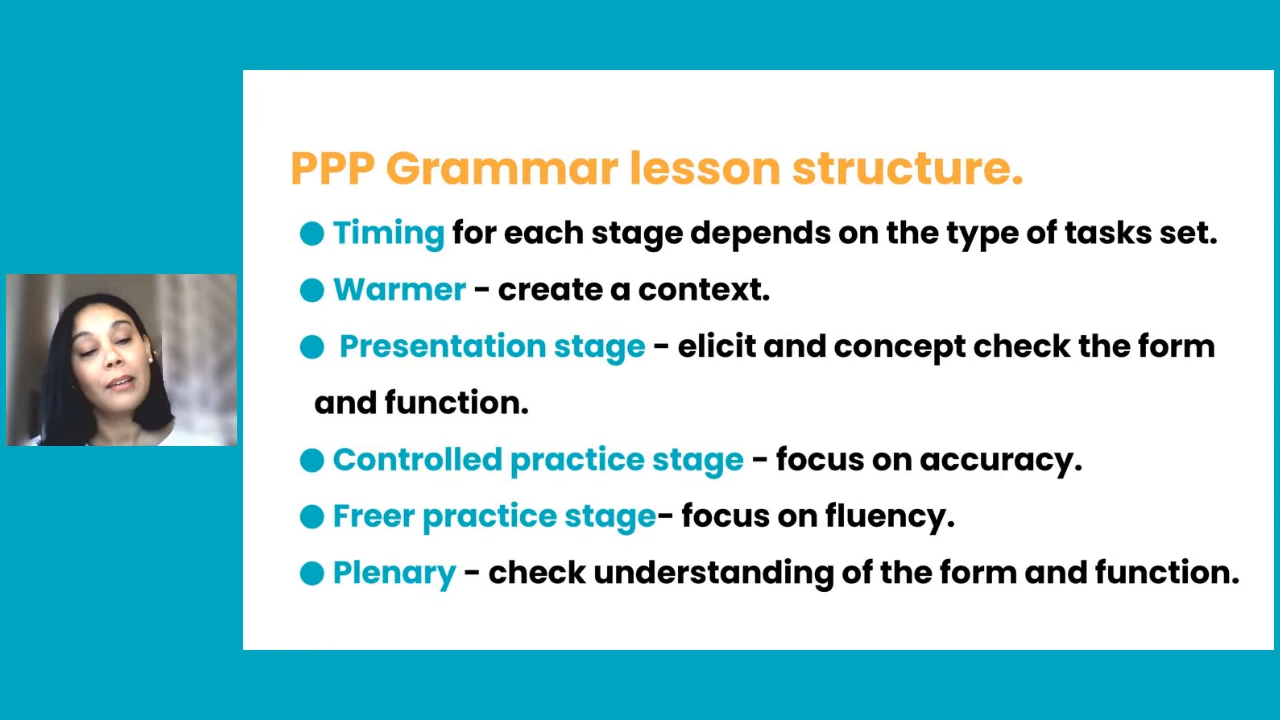 PPP Grammar lesson structure.
● Timing for each stage depends on the type of tasks set.
● Warmer - create a context.
● Presentation stage - elicit and concept check the form
and function.
● Controlled practice stage - focus on accuracy.
● Freer practice stage- focus on fluency.
● Plenary - check understanding of the form and function.